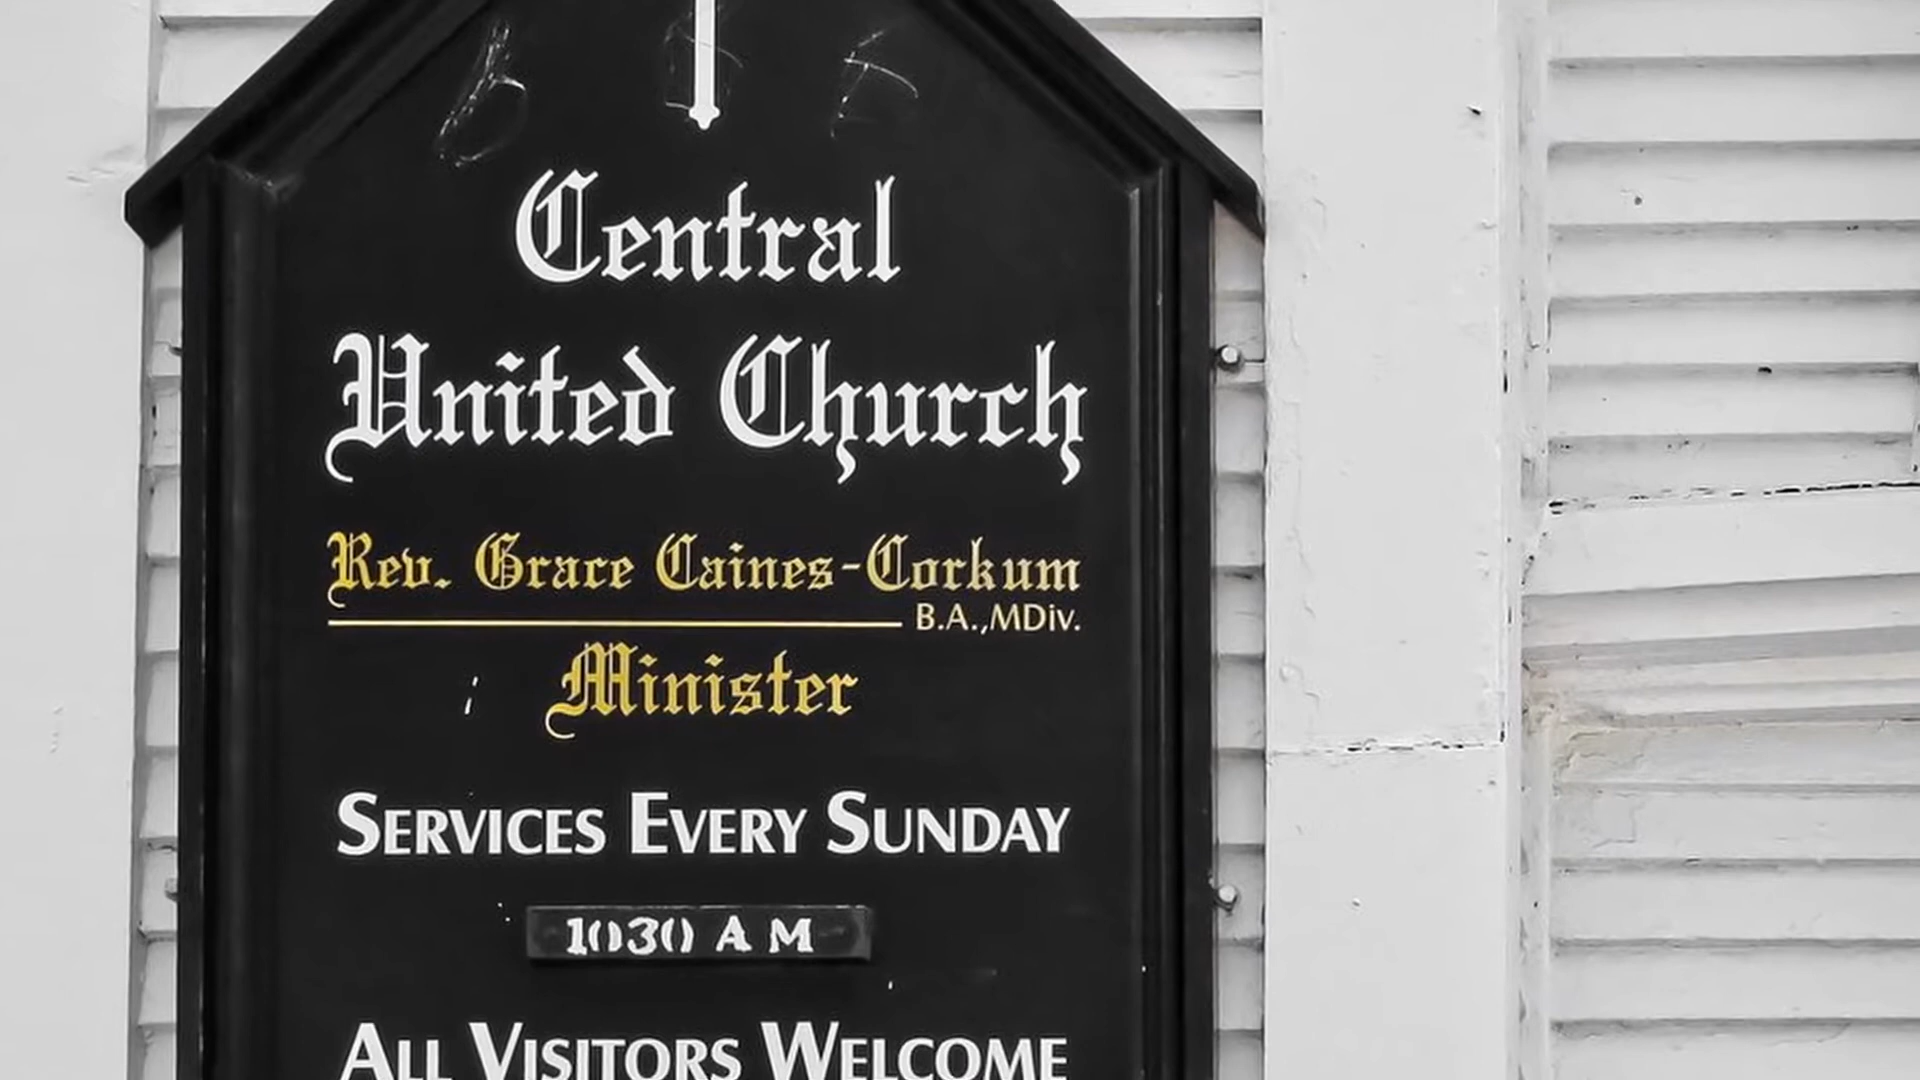 Central
United Church
Rev. Grace Caines-Corkum
B.A.,MDiv.
Minister
SERVICES EVERY SUNDAY
1030 A M
ALL VISITORS WELCOME